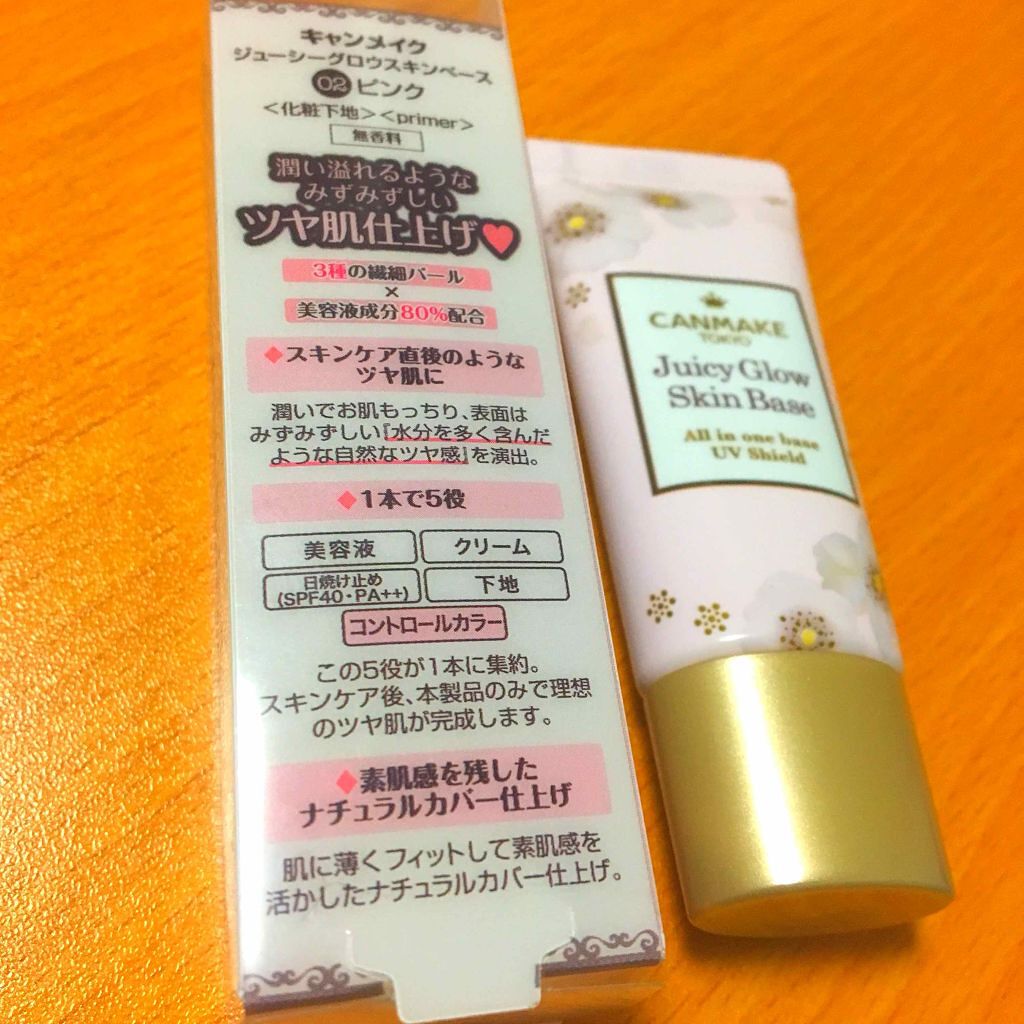 キャンメイク
ジューシーグロウスキンベース
02 ピンク
<化粧下地><primer>
無香料
潤い溢れるような
みずみずしい
ツヤ肌仕上げ♥
3種の繊細パール
×
美容液成分80%配合
◆スキンケア直後のような
ツヤ肌に
潤いでお肌もっちり、表面は
みずみずしい『水分を多く含んだ
ような自然なツヤ感』を演出。
◆1本で5役
美容液
クリーム
日焼け止め
(SPF40・PA++)
下地
コントロールカラー
この5役が1本に集約。
スキンケア後、本製品のみで理想
のツヤ肌が完成します。
◆素肌感を残した
ナチュラルカバー仕上げ
肌に薄くフィットして素肌感を
活かしたナチュラルカバー仕上げ。
CANMAKE
TOKYO
Juicy Glow
Skin Base
All in one base
UV Shield